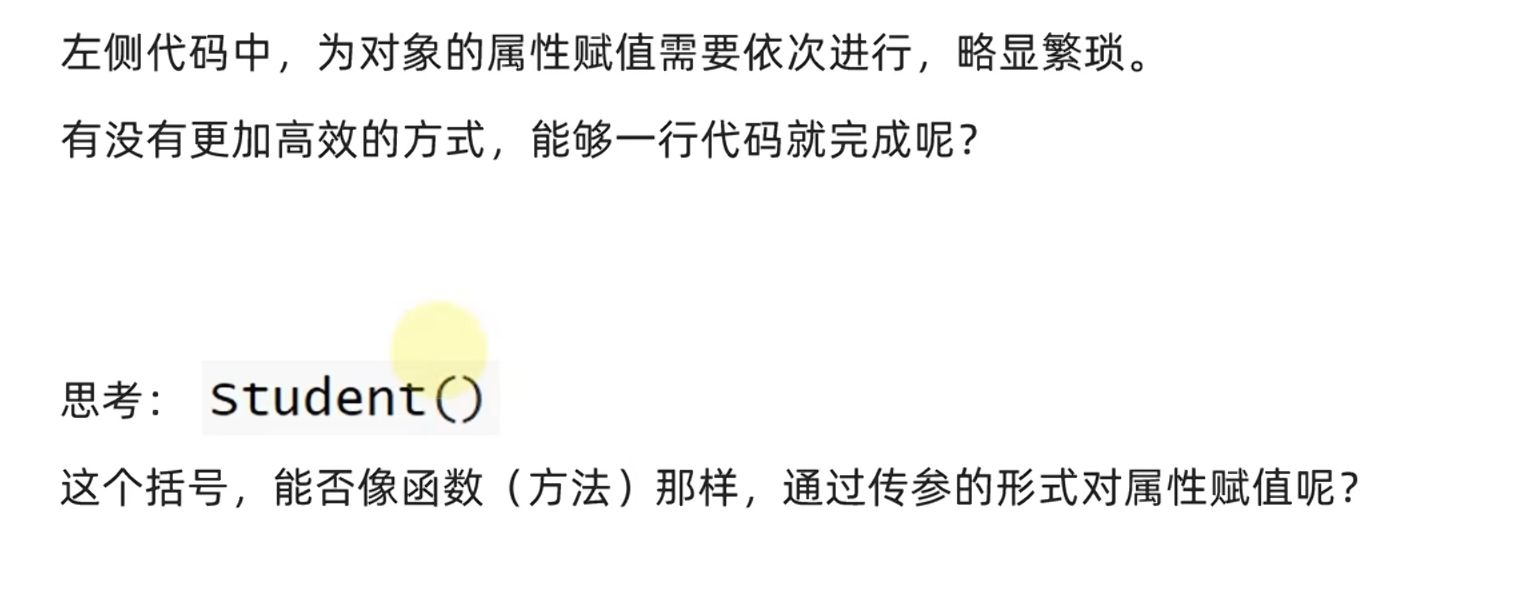 左侧代码中，为对象的属性赋值需要依次进行，略显繁琐。
有没有更加高效的方式，能够一行代码就完成呢？
思考： Student()
这个括号，能否像函数（方法）那样，通过传参的形式对属性赋值呢？